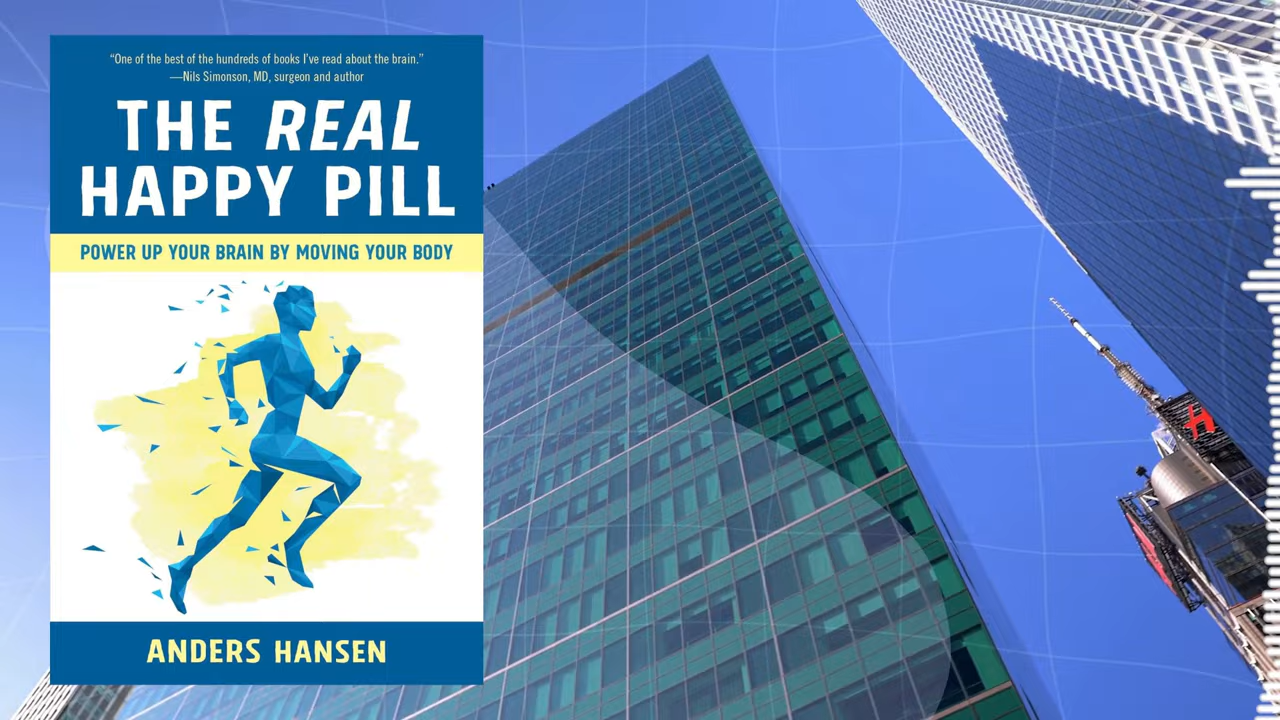 “One of the best of the hundreds of books I’ve read about the brain.”
—Nils Simonson, MD, surgeon and author
THE REAL
HAPPY PILL
POWER UP YOUR BRAIN BY MOVING YOUR BODY
ANDERS HANSEN
H